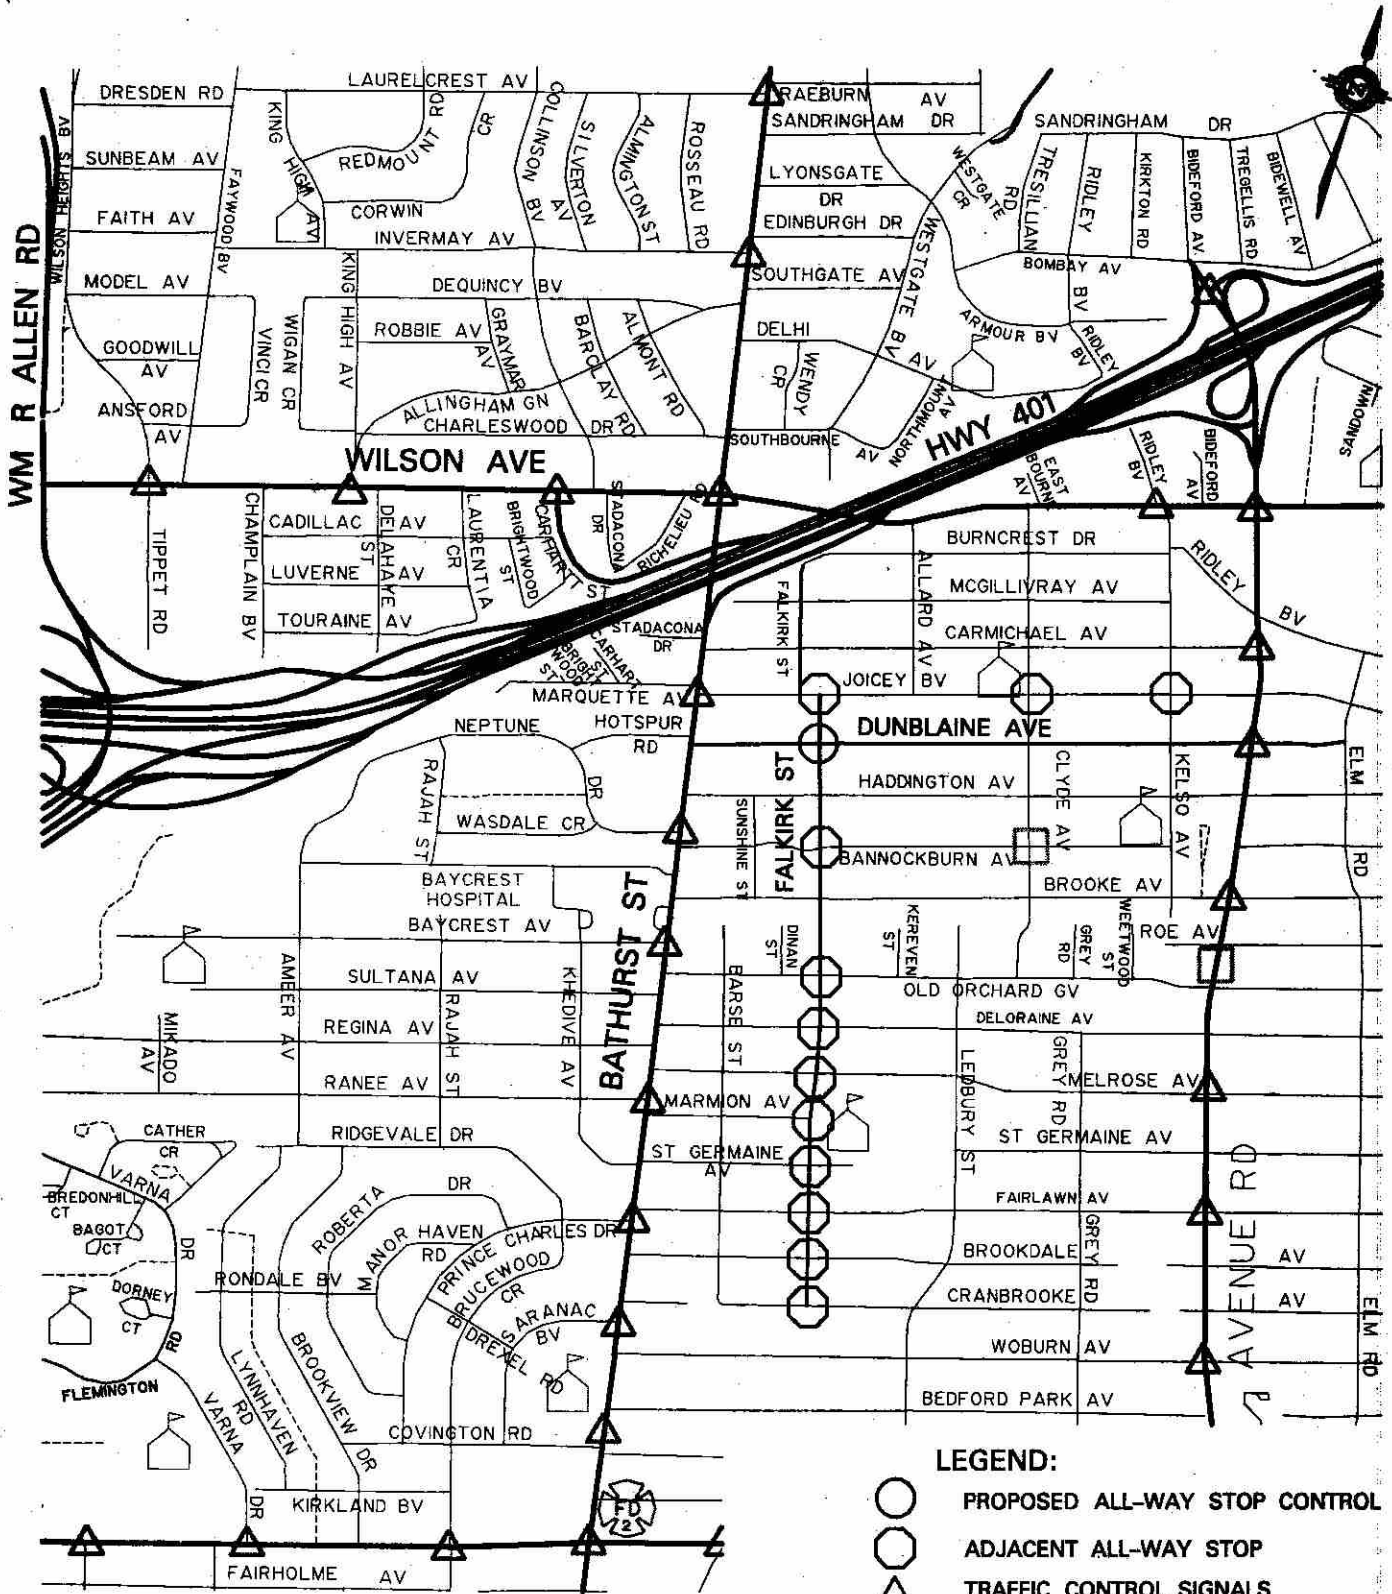 DRESDEN RD
LAURELCREST AV
RAEBURN AV
SANDRINGHAM DR
SANDRINGHAM DR
SUNBEAM AV
KING HIGH AV
REDMOUNT RD
CR
COLLINSON BV
SILVERTON AV
ALMINGTON ST
ROSSEAU RD
LYONSGATE DR
WESTGATE CR
RD
TRESILLIAN
RIDLEY BV
KIRKTON RD
BIDEFORD AV
TREGELLIS RD
BIDEWELL AV
WILSON HEIGHTS BV
FAITH AV
FAYWOOD BV
CORWIN
INVERMAY AV
EDINBURGH DR
WESTGATE BV
WM R ALLEN RD
MODEL AV
KING HIGH AV
DEQUINCY BV
SOUTHGATE AV
BOMBAY AV
GOODWILL AV
VINCI CR
WIGAN CR
ROBBIE AV
GRAYMAR AV
BARCLAY RD
ALMONT RD
DELHI AV
WENDY CR
ARMOUR BV
RIDLEY BV
ANSFORD AV
ALLINGHAM GN
CHARLESWOOD DR
SOUTHBOURNE AV
NORTHMOUNT AV
HWY 401
SANDOWN
WILSON AVE
EAST BOURNE AV
RIDLEY BV
BIDEFORD AV
TIPPET RD
CHAMPLAIN BV
CADILLAC AV
DELAHAYE ST
LAURENTIA CR
BRIGHTWOOD ST
CARHARTT ST
STADACONA DR
RICHELIEU RD
LUVERNE AV
TOURAINE AV
STADACONA DR
CARHART ST
BRIGHT WOOD ST
BURNCREST DR
RIDLEY BV
MCGILLIVRAY AV
ALLARD AV
CARMICHAEL AV
FALKIRK ST
JOICEY BV
MARQUETTE AV
NEPTUNE DR
HOTSPUR RD
DUNBLAINE AVE
RAJAH ST
HADDINGTON AV
CLYDE AV
KELSO AV
ELM RD
WASDALE CR
SUNSHINE ST
FALKIRK ST
BANNOCKBURN AV
BAYCREST HOSPITAL
BROOKE AV
BAYCREST AV
BATHURST ST
DINAN ST
KEREVEN ST
GREY RD
WEETWOOD ST
ROE AV
SULTANA AV
AMEER AV
RAJAH ST
KHEDIVE AV
BARSE ST
OLD ORCHARD GV
MIKADO AV
REGINA AV
DELORAINE AV
RANEE AV
LEDBURY ST
GREY RD
MELROSE AV
MARMION AV
CATHER CR
RIDGEVALE DR
ST GERMAINE AV
ST GERMAINE AV
VARNA DR
BREDONHILL CT
BAGOT CT
ROBERTA DR
MANOR HAVEN RD
PRINCE CHARLES DR
FAIRLAWN AV
GREY RD
AVENUE RD
RONDALE BV
BRUCEWOOD CR
BROOKDALE AV
DORNEY CT
SARANAC BV
CRANBROOKE AV
ELM RD
RD
FLEMINGTON
LYNNHAVEN RD
BROOKVIEW DR
DREXEL RD
WOBURN AV
VARNA DR
BEDFORD PARK AV
COVINGTON RD
KIRKLAND BV
FD
2
FAIRHOLME AV
LEGEND:
PROPOSED ALL-WAY STOP CONTROL
ADJACENT ALL-WAY STOP
TRAFFIC CONTROL SIGNALS